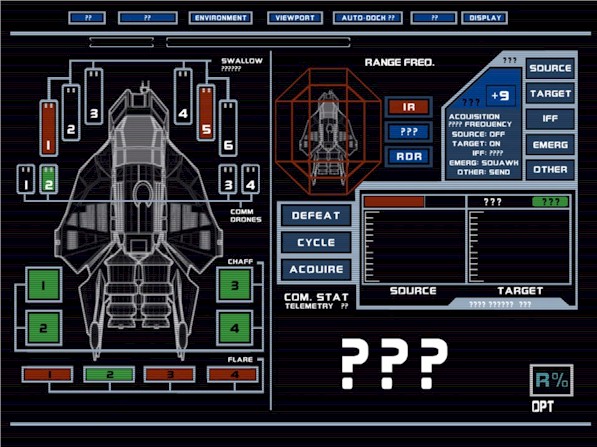 ?? ?? ENVIRONMENT VIEWPORT AUTO-DOCK ?? ?? DISPLAY
SWALLOW
??????
1 2 3 4 5 6
1 2 3 4
COMM
DRONES
CHAFF
1 3
2 4
FLARE
1 2 3 4
RANGE FREQ.
IR
???
RDR
???
??? +9
ACQUISITION
???? FREQUENCY
SOURCE: OFF
TARGET: ON
IFF: ????
EMERG: SQUAWH
OTHER: SEND
SOURCE
TARGET
IFF
EMERG
OTHER
DEFEAT
CYCLE
ACQUIRE
??? ???
SOURCE TARGET
???? ?????? ???
COM. STAT
TELEMETRY ??
???
R%
OPT